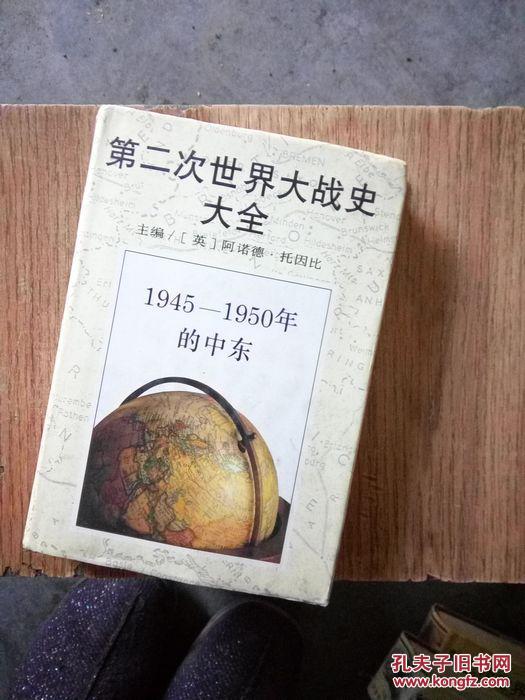 第二次世界大战史
大全
主编/［英］阿诺德·托因比
1945—1950年
的中东
孔夫子旧书网
www.kongfz.com